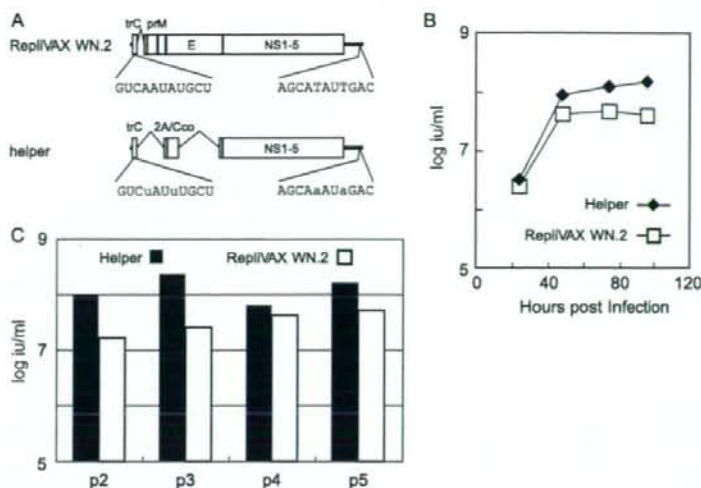 A
trC prM
RepliVAX WN.2
E
NS1-5
GUCAAUAUGCU
AGCATAUTGAC
trC 2A/Cco
helper
NS1-5
GUCuAUuUGCU
AGCAaAUaGAC
B
9
8
7
5
log iu/ml
Helper
RepliVAX WN.2
0 40 80 120
Hours post Infection
C
9
7
5
log iu/ml
Helper
RepliVAX WN.2
p2 p3 p4 p5